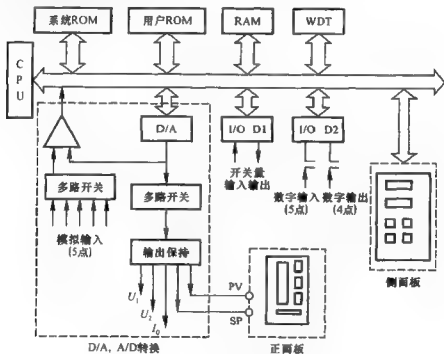 系统ROM
用户ROM
RAM
WDT
CPU
D/A
I/O D1
I/O D2
多路开关
多路开关
开关量
输入输出
数字输入
(5点)
数字输出
(4点)
模拟输入
(5点)
输出保持
侧面板
U₁
U₂
I₀
PV
SP
D/A, A/D转换
正面板